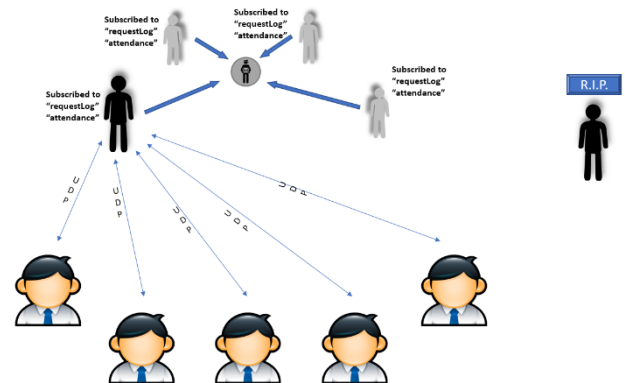 Subscribed to
"requestLog"
"attendance"
Subscribed to
"requestLog"
"attendance"
Subscribed to
"requestLog"
"attendance"
Subscribed to
"requestLog"
"attendance"
R.I.P.
UDP
UDP
UDP
UDP
UDP